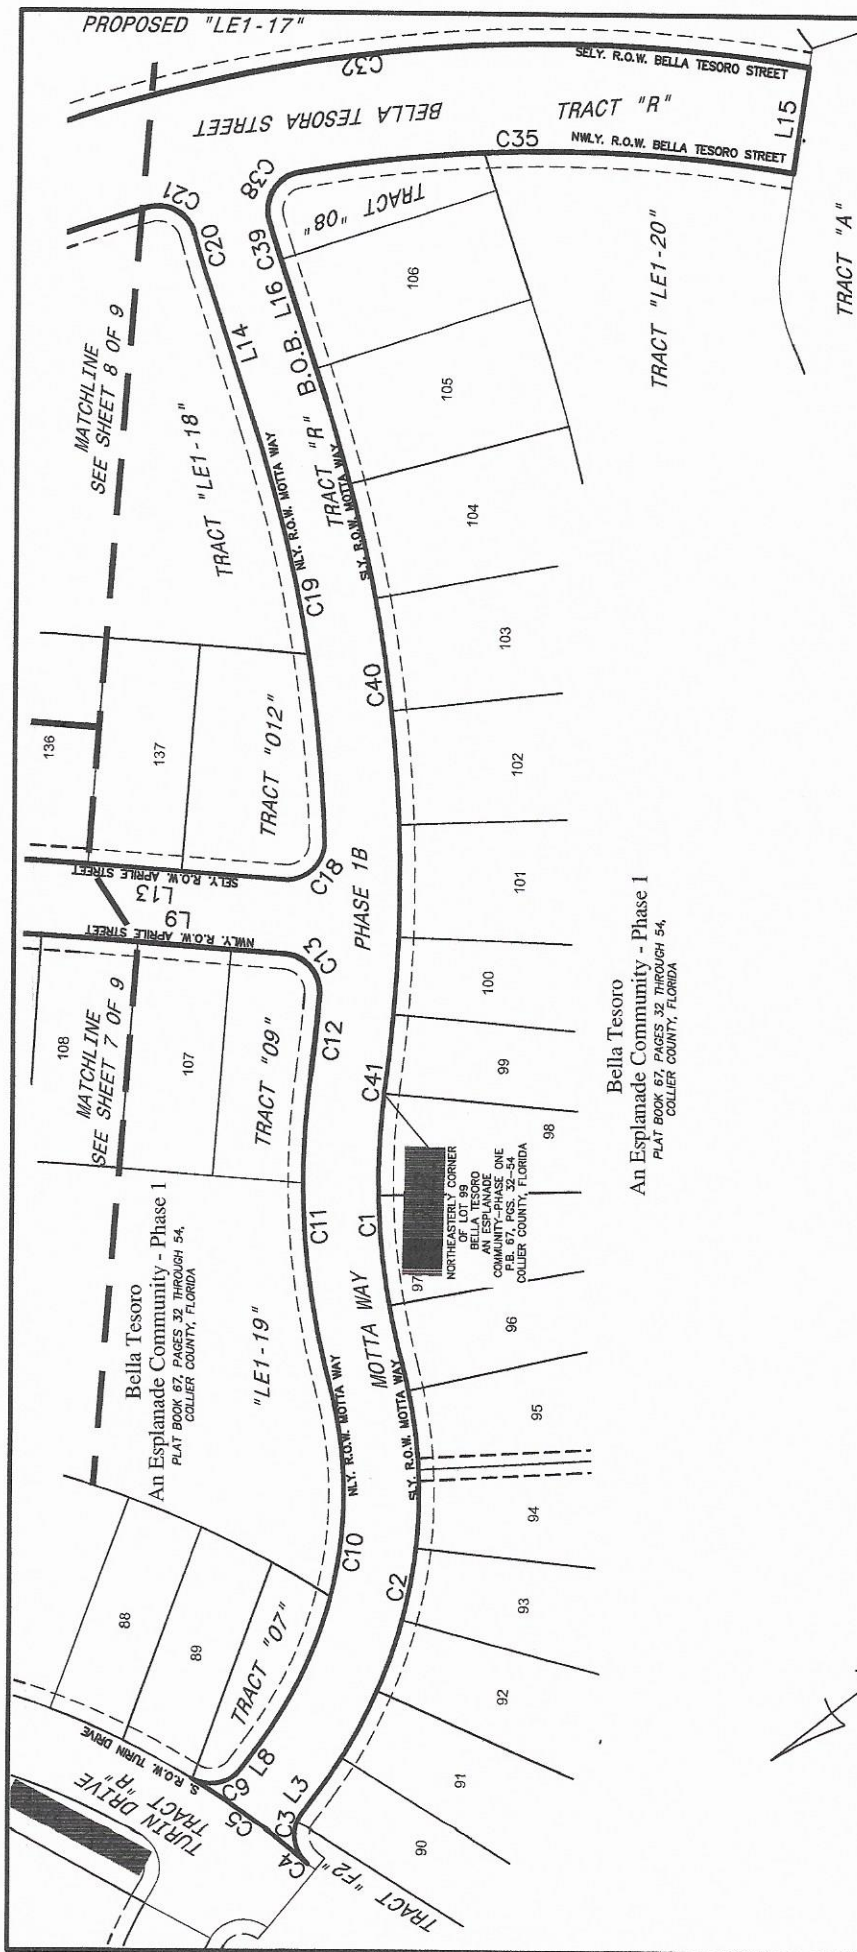 PROPOSED "LE1-17"
C32
SELY. R.O.W. BELLA TESORO STREET
BELLA TESORA STREET
TRACT "R"
L15
C35
NWLY. R.O.W. BELLA TESORO STREET
C21
C38
TRACT "08"
C20
C39
L16
B.O.B.
L14
106
TRACT "LE1-20"
TRACT "A"
MATCHLINE
SEE SHEET 8 OF 9
TRACT "LE1-18"
NLY. R.O.W. MOTTA WAY
TRACT "R"
SLY. R.O.W. MOTTA WAY
105
104
C19
103
C40
136
137
TRACT "012"
102
SELY. R.O.W. APRILE STREET
L13
C18
PHASE 1B
101
L9
NWLY. R.O.W. APRILE STREET
C13
100
108
MATCHLINE
SEE SHEET 7 OF 9
107
TRACT "09"
C12
C41
99
98
NORTHEASTERLY CORNER
OF LOT 99
BELLA TESORO
AN ESPLANADE
COMMUNITY-PHASE ONE
P.B. 67, PGS. 32-54
COLLIER COUNTY, FLORIDA
Bella Tesoro
An Esplanade Community - Phase 1
PLAT BOOK 67, PAGES 32 THROUGH 54,
COLLIER COUNTY, FLORIDA
C11
C1
97
Bella Tesoro
An Esplanade Community - Phase 1
PLAT BOOK 67, PAGES 32 THROUGH 54,
COLLIER COUNTY, FLORIDA
"LE1-19"
MOTTA WAY
96
NLY. R.O.W. MOTTA WAY
SLY. R.O.W. MOTTA WAY
95
94
C10
C2
93
88
89
TRACT "07"
92
91
90
S. R.O.W. TURIN DRIVE
TURIN DRIVE
TRACT "R"
C6
L8
C5
L3
C3
C4
TRACT "F2"